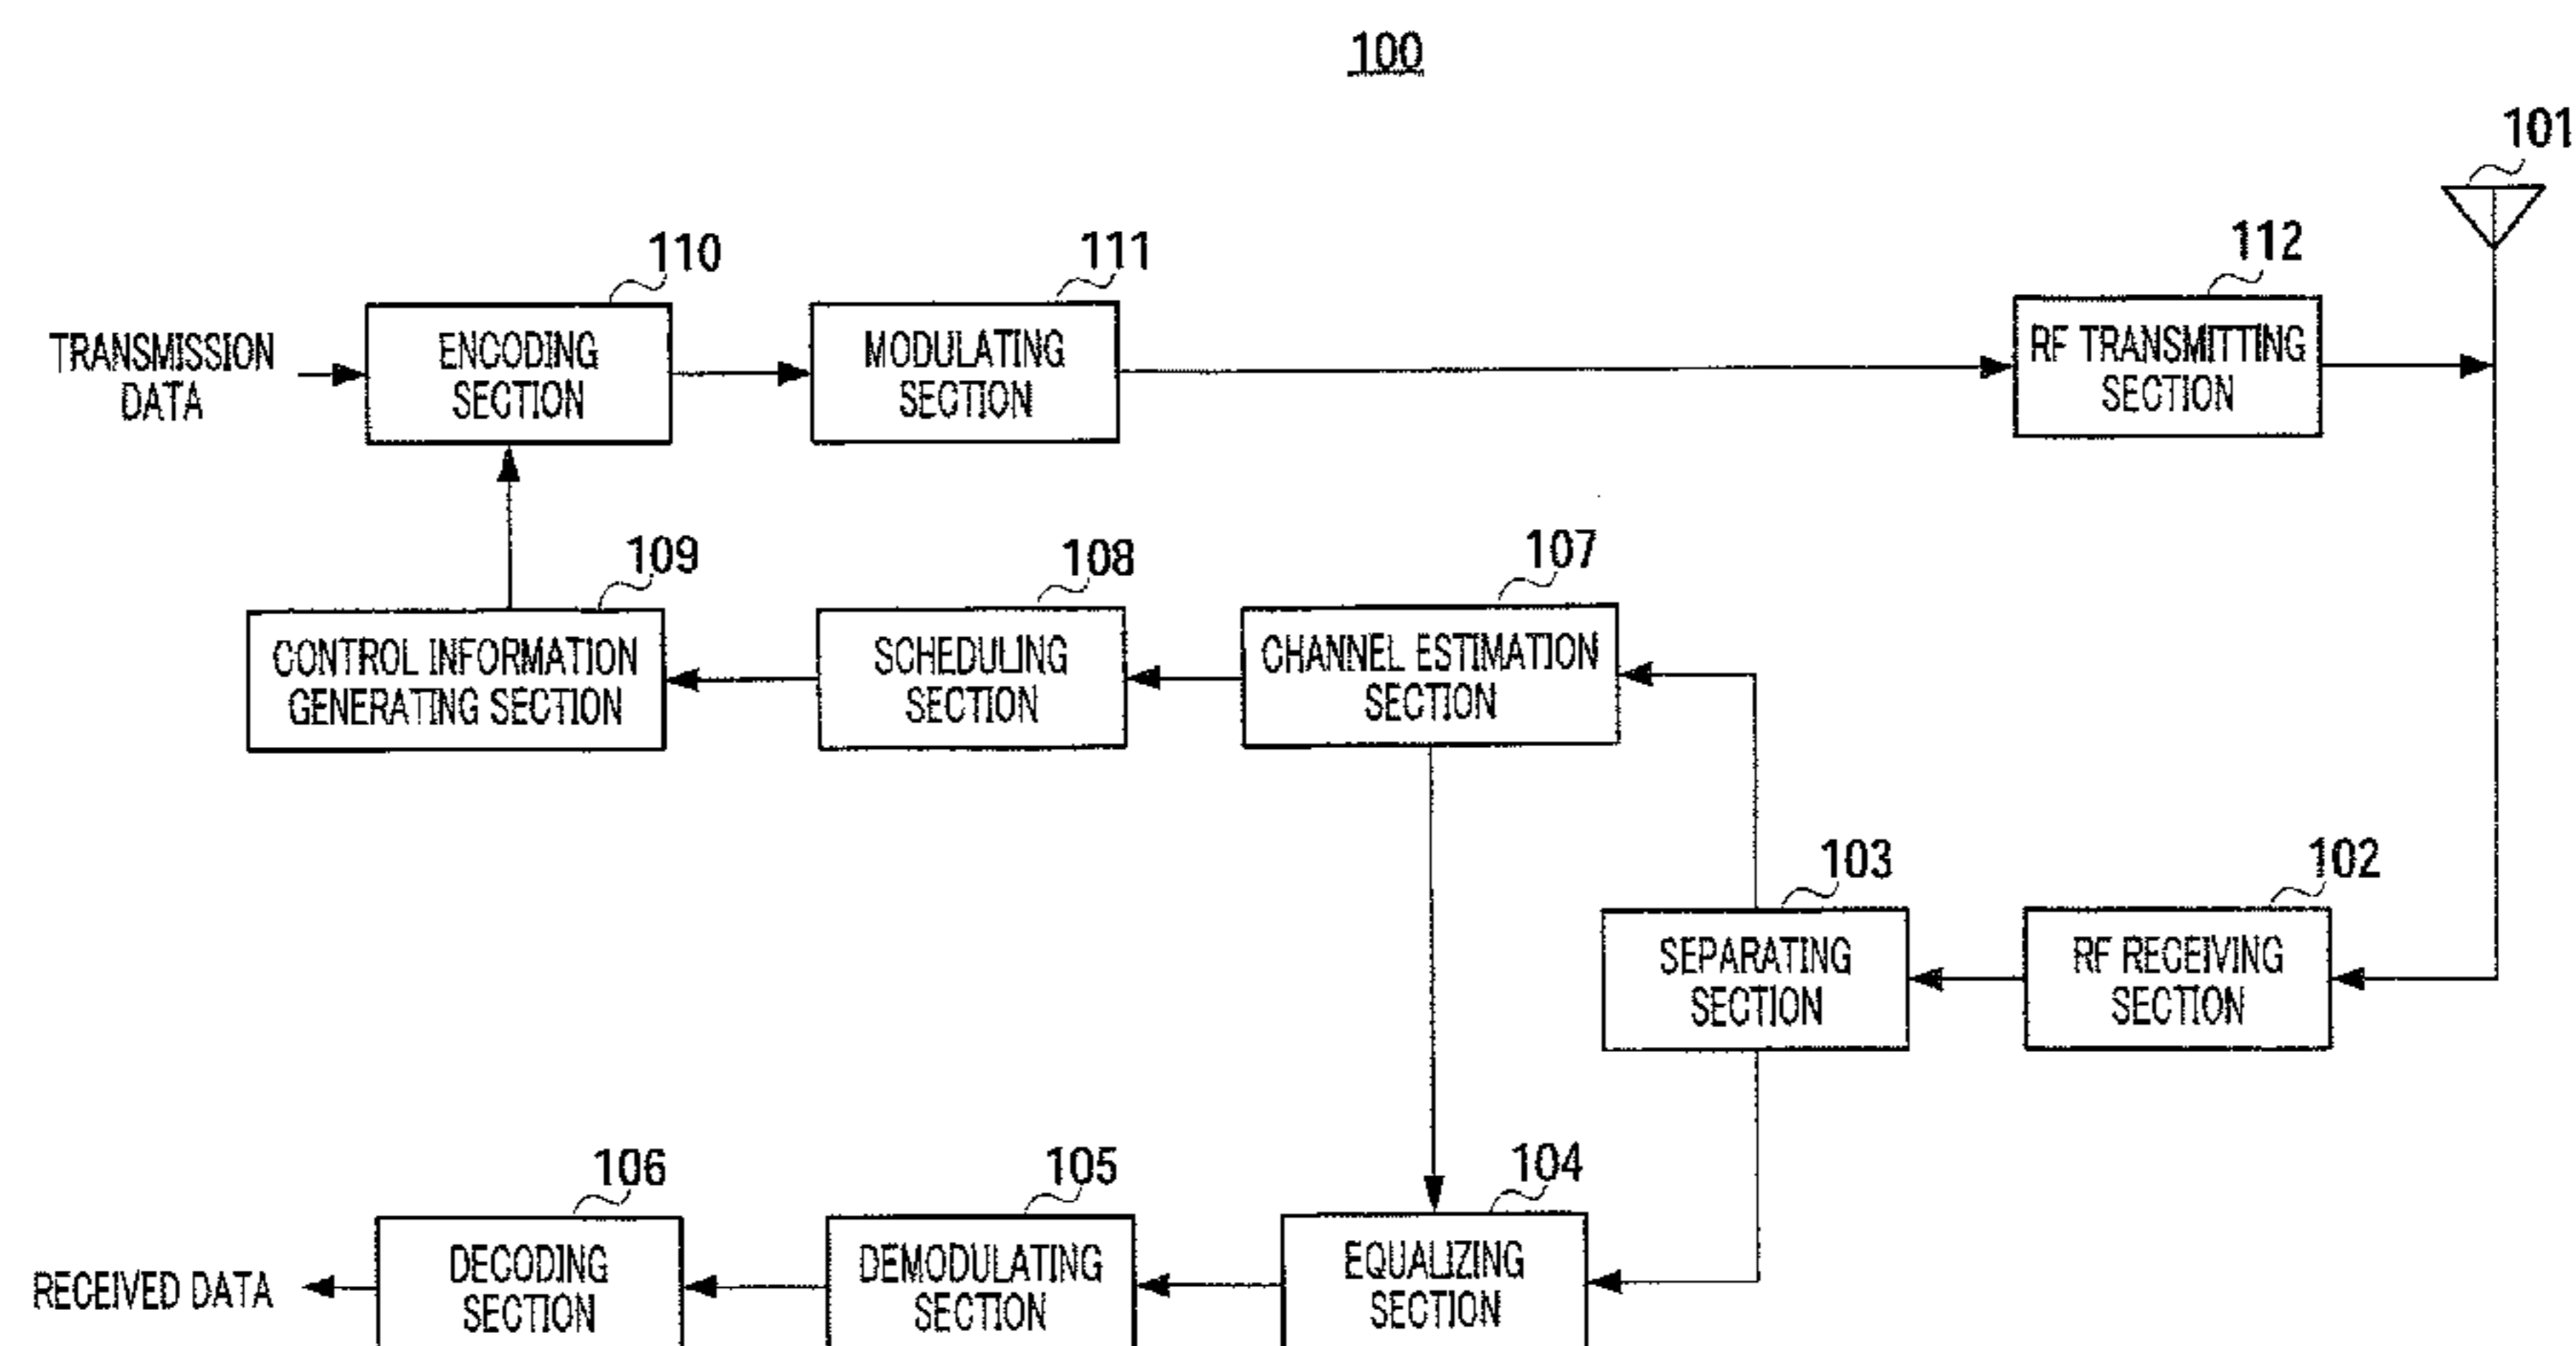 100
101
110
111
112
TRANSMISSION
DATA
ENCODING
SECTION
MODULATING
SECTION
RF TRANSMITTING
SECTION
109
108
107
CONTROL INFORMATION
GENERATING SECTION
SCHEDULING
SECTION
CHANNEL ESTIMATION
SECTION
103
102
SEPARATING
SECTION
RF RECEIVING
SECTION
106
105
104
RECEIVED DATA
DECODING
SECTION
DEMODULATING
SECTION
EQUALIZING
SECTION